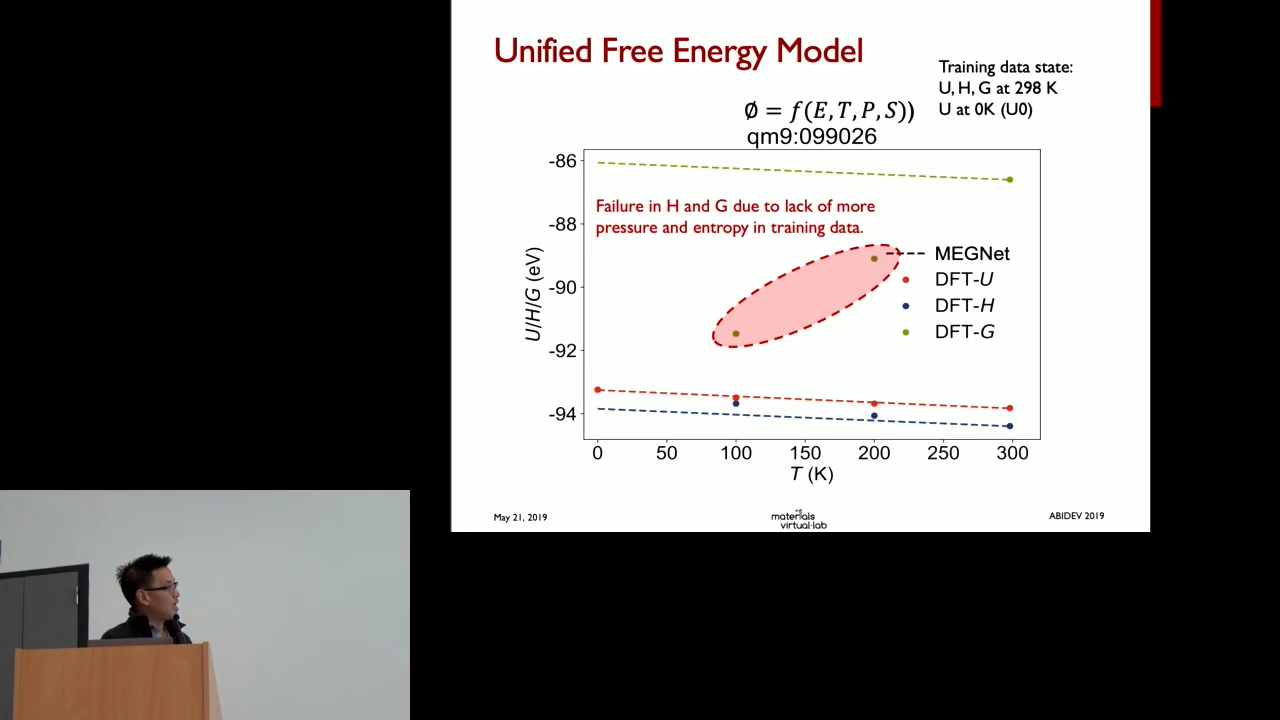 Unified Free Energy Model
Training data state:
U, H, G at 298 K
U at 0K (U0)
∅ = f(E, T, P, S))
qm9:099026
-86
-88
-90
-92
-94
U/H/G (eV)
Failure in H and G due to lack of more
pressure and entropy in training data.
MEGNet
DFT-U
DFT-H
DFT-G
0 50 100 150 200 250 300
T (K)
May 21, 2019
materials
virtual·lab
ABIDEV 2019